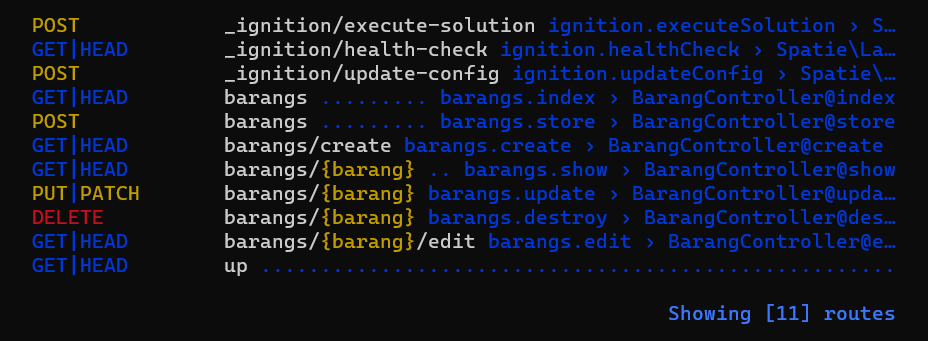 POST _ignition/execute-solution ignition.executeSolution › S…
GET|HEAD _ignition/health-check ignition.healthCheck › Spatie\La…
POST _ignition/update-config ignition.updateConfig › Spatie\…
GET|HEAD barangs ......... barangs.index › BarangController@index
POST barangs ......... barangs.store › BarangController@store
GET|HEAD barangs/create barangs.create › BarangController@create
GET|HEAD barangs/{barang} .. barangs.show › BarangController@show
PUT|PATCH barangs/{barang} barangs.update › BarangController@upda…
DELETE barangs/{barang} barangs.destroy › BarangController@des…
GET|HEAD barangs/{barang}/edit barangs.edit › BarangController@e…
GET|HEAD up .....................................................
Showing [11] routes